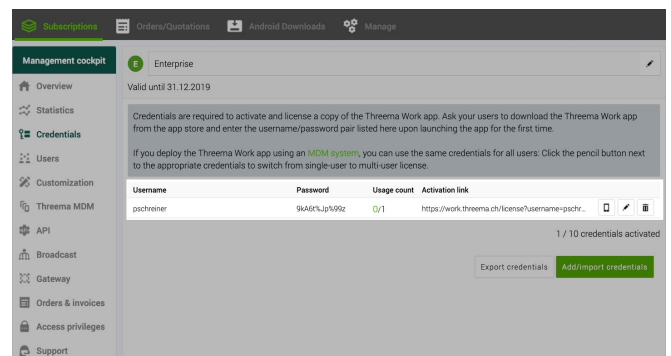 Subscriptions
Orders/Quotations
Android Downloads
Manage
Management cockpit
Overview
Statistics
Credentials
Users
Customization
Threema MDM
API
Broadcast
Gateway
Orders & invoices
Access privileges
Support
E Enterprise
Valid until 31.12.2019
Credentials are required to activate and license a copy of the Threema Work app. Ask your users to download the Threema Work app
from the app store and enter the username/password pair listed here upon launching the app for the first time.
If you deploy the Threema Work app using an MDM system, you can use the same credentials for all users: Click the pencil button next
to the appropriate credentials to switch from single-user to multi-user license.
Username Password Usage count Activation link
pschreiner 9kA6t%Jp%99z 0/1 https://work.threema.ch/license?username=pschr...
1 / 10 credentials activated
Export credentials
Add/import credentials